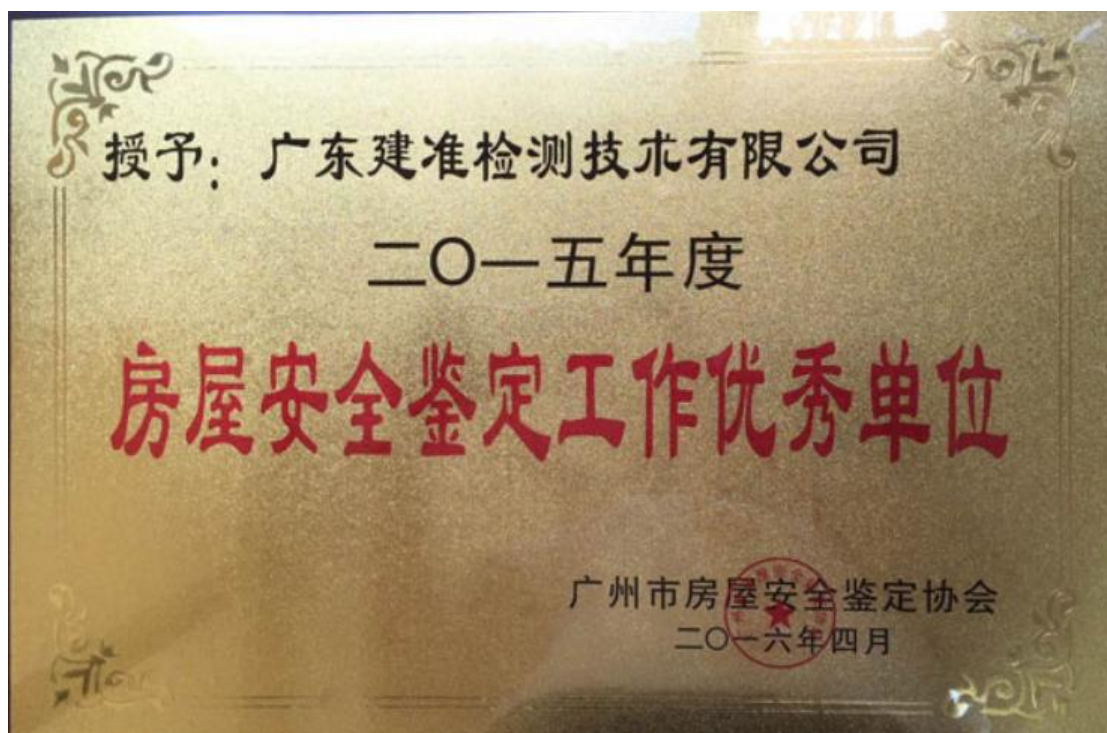 授予：广东建准检测技术有限公司
二〇一五年度
房屋安全鉴定工作优秀单位
广州市房屋安全鉴定协会
二〇一六年四月